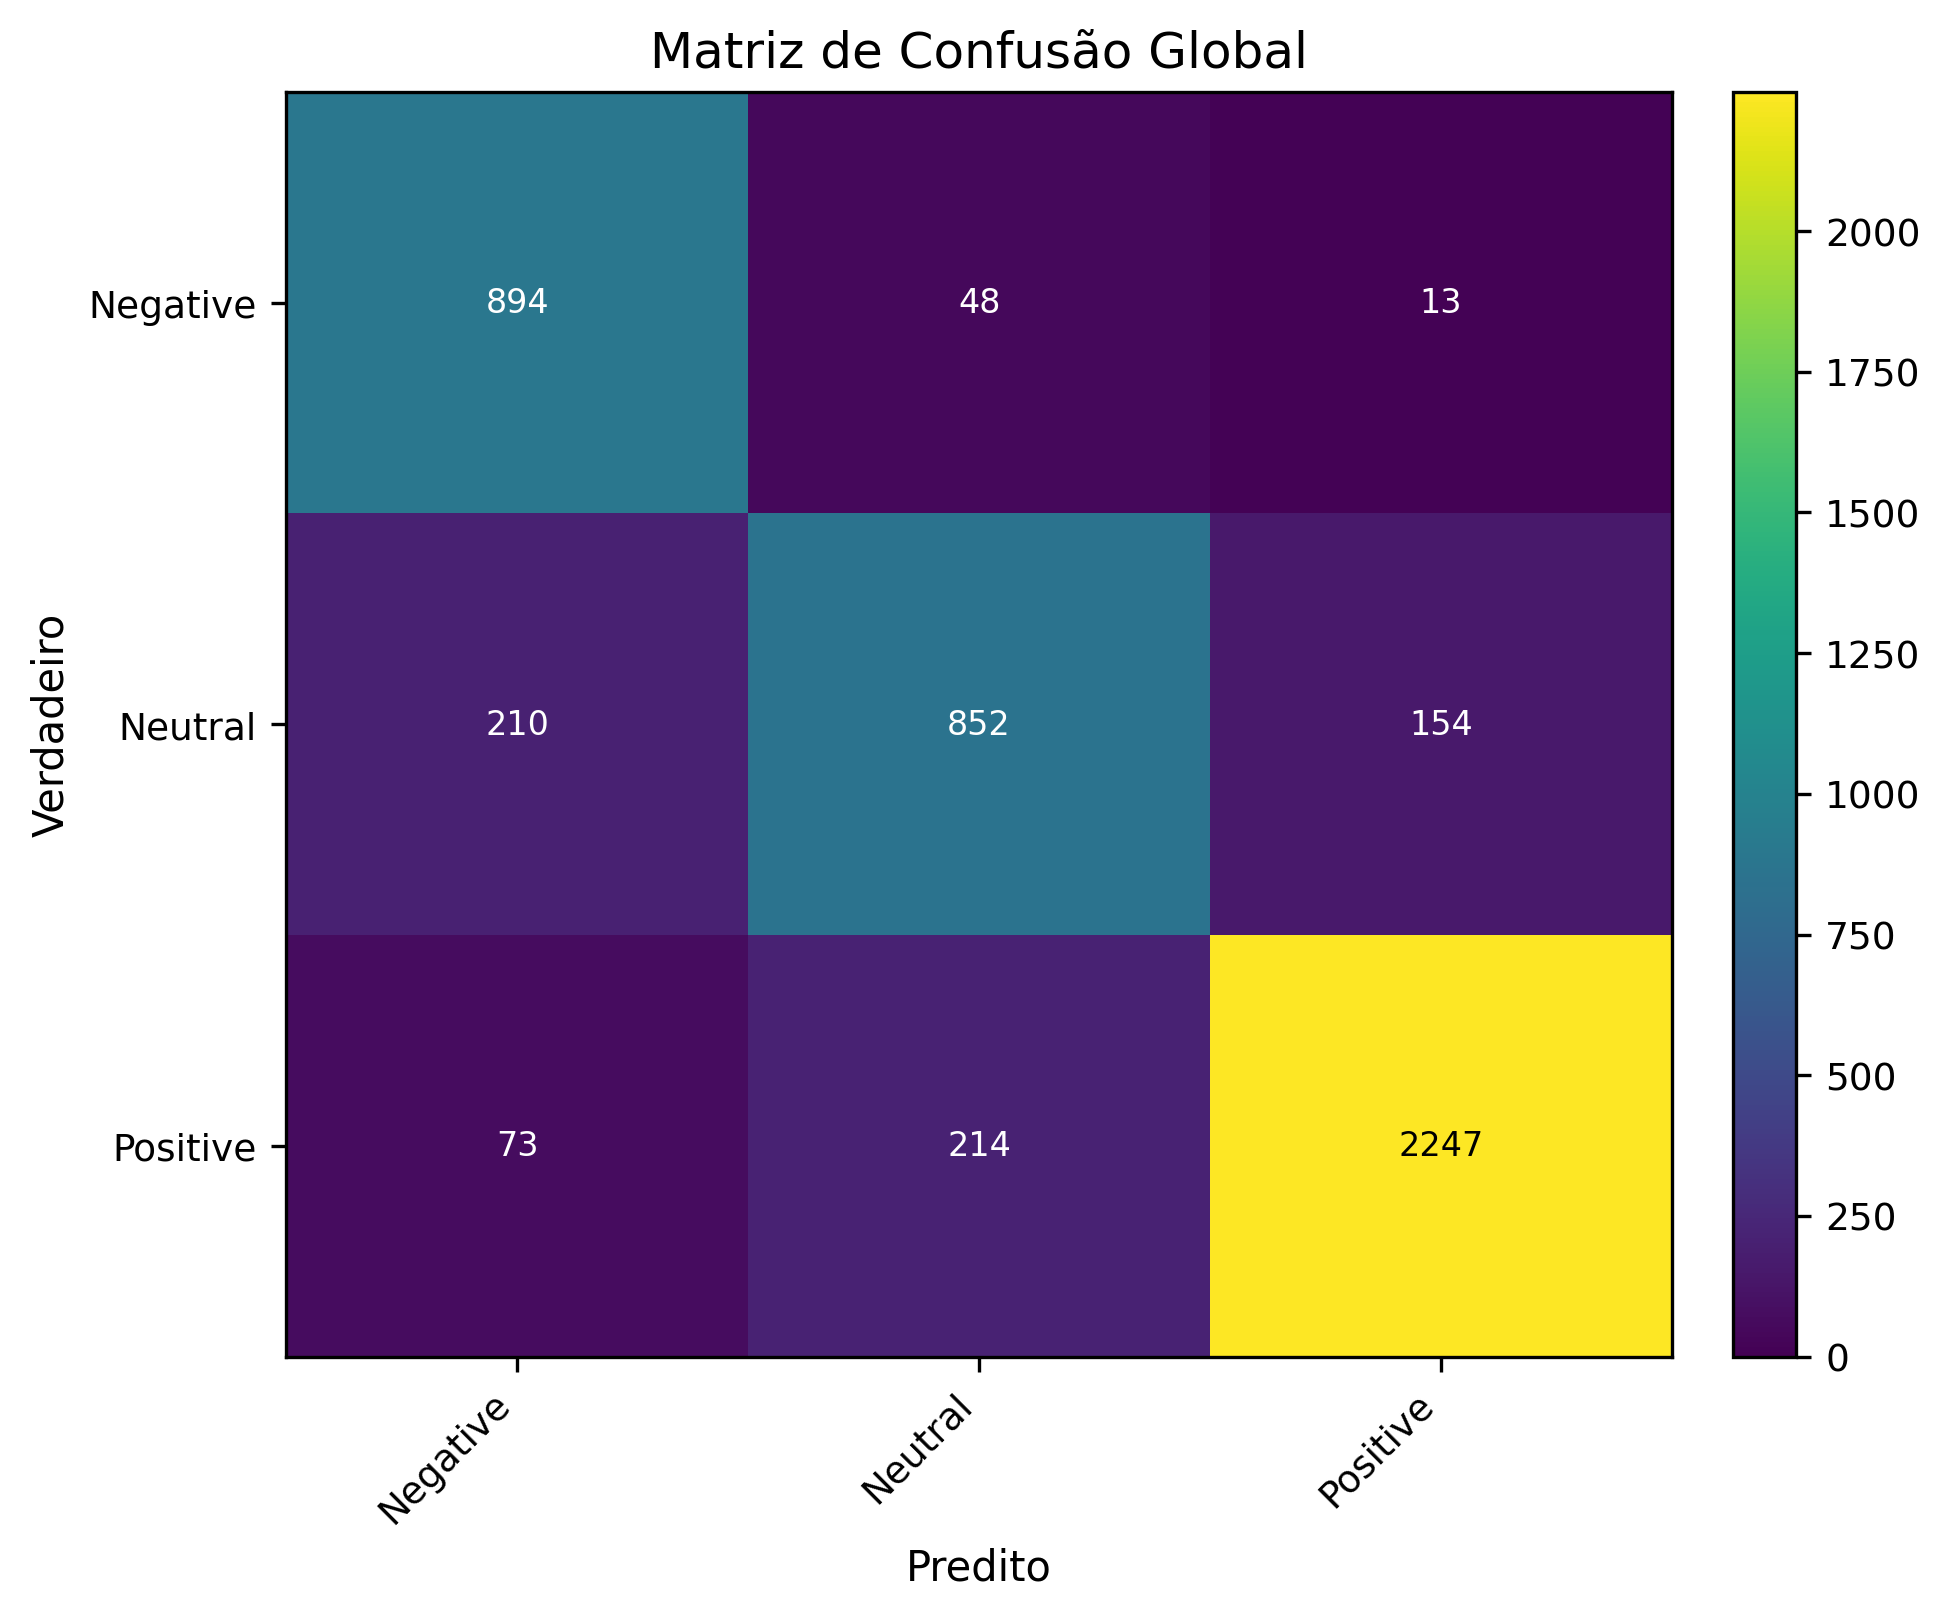 Matriz de Confusão Global
Negative
894
48
13
Neutral
210
852
154
Positive
73
214
2247
Negative
Neutral
Positive
Predito
Verdadeiro
2000
1750
1500
1250
1000
750
500
250
0